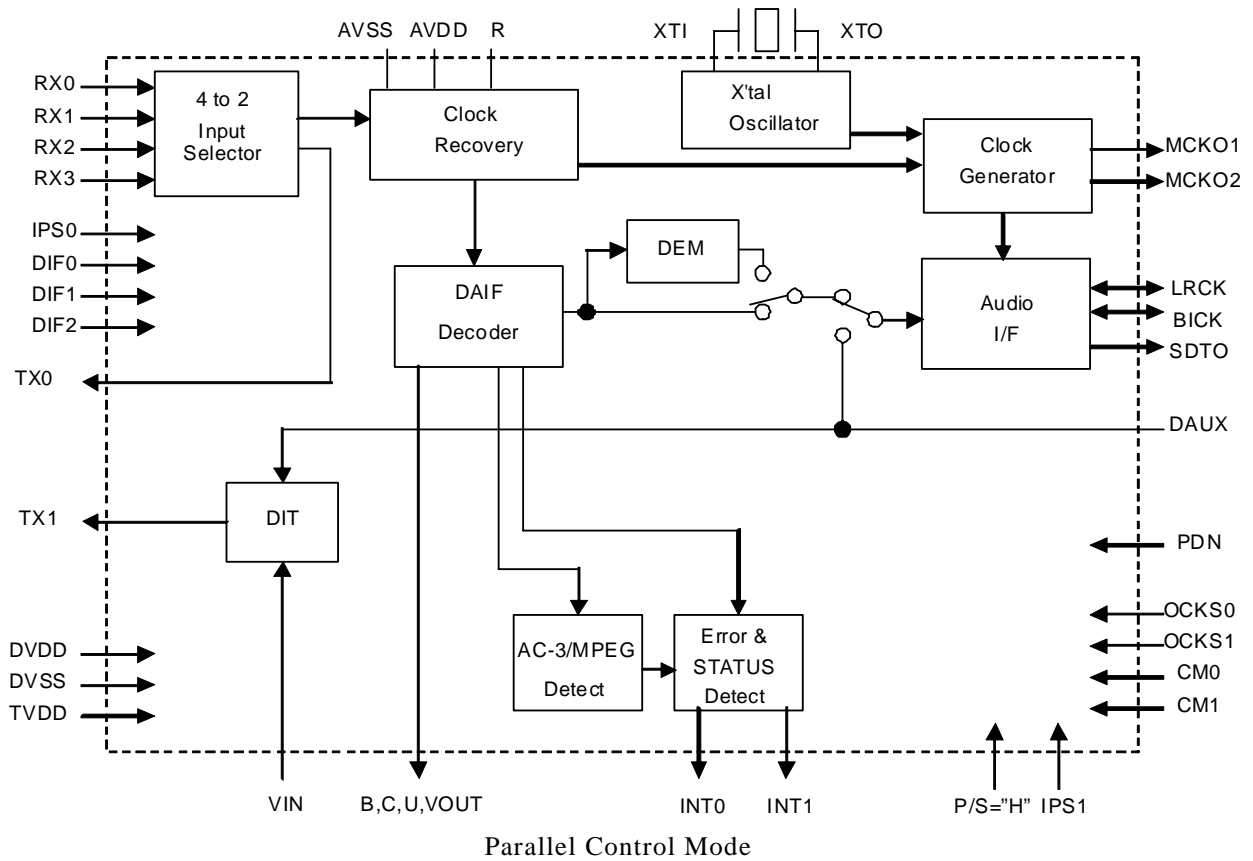 AVSS AVDD R XTI XTO
RX0
RX1
RX2
RX3
4 to 2
Input
Selector
Clock
Recovery
X'tal
Oscillator
Clock
Generator
MCKO1
MCKO2
IPS0
DIF0
DIF1
DIF2
DEM
DAIF
Decoder
Audio
I/F
LRCK
BICK
SDTO
TX0
DAUX
TX1
DIT
PDN
AC-3/MPEG
Detect
Error &
STATUS
Detect
OCKS0
OCKS1
CM0
CM1
DVDD
DVSS
TVDD
VIN
B,C,U,VOUT
INT0
INT1
P/S="H"
IPS1
Parallel Control Mode